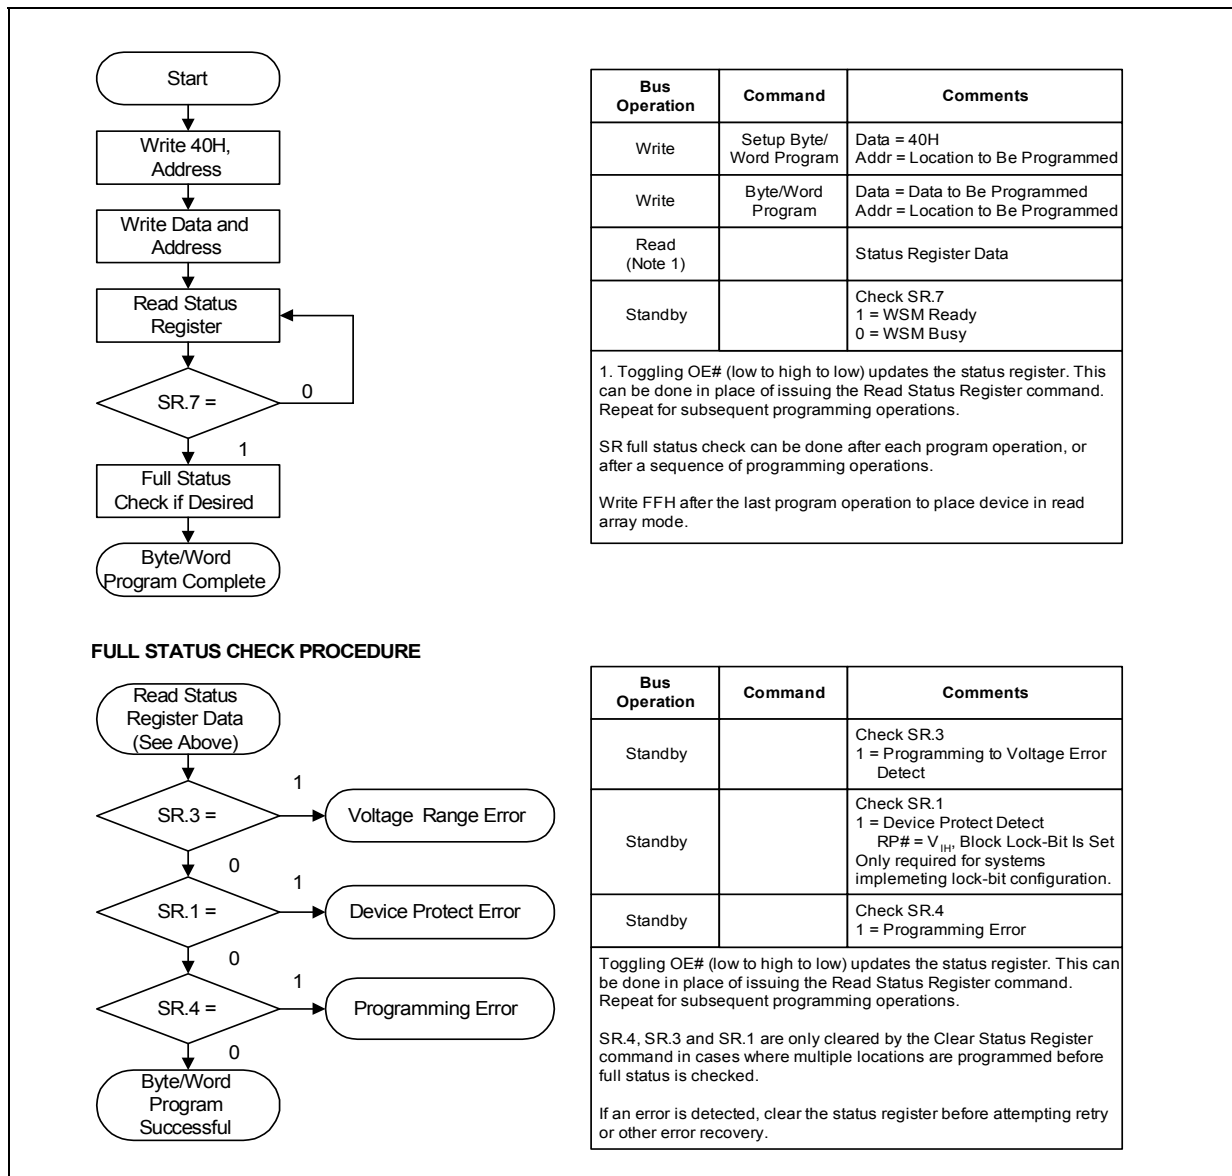 Start
Write 40H,
Address
Write Data and
Address
Read Status
Register
SR.7 =
0
1
Full Status
Check if Desired
Byte/Word
Program Complete
Bus
Operation
Command
Comments
Write
Setup Byte/
Word Program
Data = 40H
Addr = Location to Be Programmed
Write
Byte/Word
Program
Data = Data to Be Programmed
Addr = Location to Be Programmed
Read
(Note 1)
Status Register Data
Standby
Check SR.7
1 = WSM Ready
0 = WSM Busy
1. Toggling OE# (low to high to low) updates the status register. This
can be done in place of issuing the Read Status Register command.
Repeat for subsequent programming operations.
SR full status check can be done after each program operation, or
after a sequence of programming operations.
Write FFH after the last program operation to place device in read
array mode.
FULL STATUS CHECK PROCEDURE
Read Status
Register Data
(See Above)
SR.3 =
1
Voltage Range Error
0
SR.1 =
1
Device Protect Error
0
SR.4 =
1
Programming Error
0
Byte/Word
Program
Successful
Bus
Operation
Command
Comments
Standby
Check SR.3
1 = Programming to Voltage Error
Detect
Standby
Check SR.1
1 = Device Protect Detect
RP# = VIH, Block Lock-Bit Is Set
Only required for systems
implemeting lock-bit configuration.
Standby
Check SR.4
1 = Programming Error
Toggling OE# (low to high to low) updates the status register. This can
be done in place of issuing the Read Status Register command.
Repeat for subsequent programming operations.
SR.4, SR.3 and SR.1 are only cleared by the Clear Status Register
command in cases where multiple locations are programmed before
full status is checked.
If an error is detected, clear the status register before attempting retry
or other error recovery.